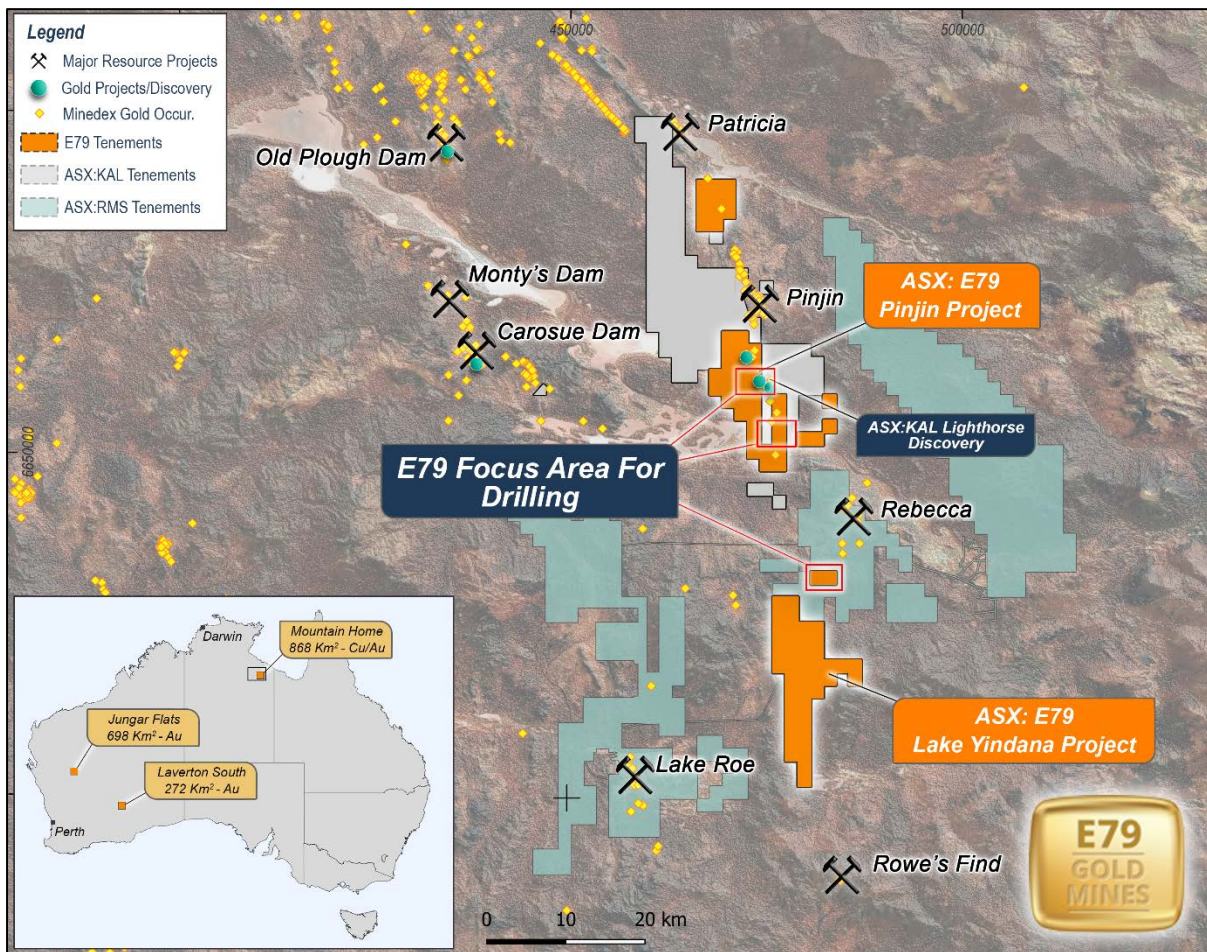 Legend
Major Resource Projects
Gold Projects/Discovery
Minedex Gold Occur.
E79 Tenements
ASX:KAL Tenements
ASX:RMS Tenements
450000
500000
6650000
Patricia
Old Plough Dam
Monty's Dam
Carosue Dam
Pinjin
ASX: E79
Pinjin Project
ASX:KAL Lighthorse
Discovery
E79 Focus Area For
Drilling
Rebecca
ASX: E79
Lake Yindana Project
Lake Roe
Rowe's Find
Darwin
Mountain Home
868 Km² - Cu/Au
Jungar Flats
698 Km² - Au
Laverton South
272 Km² - Au
Perth
0 10 20 km
E79
GOLD
MINES